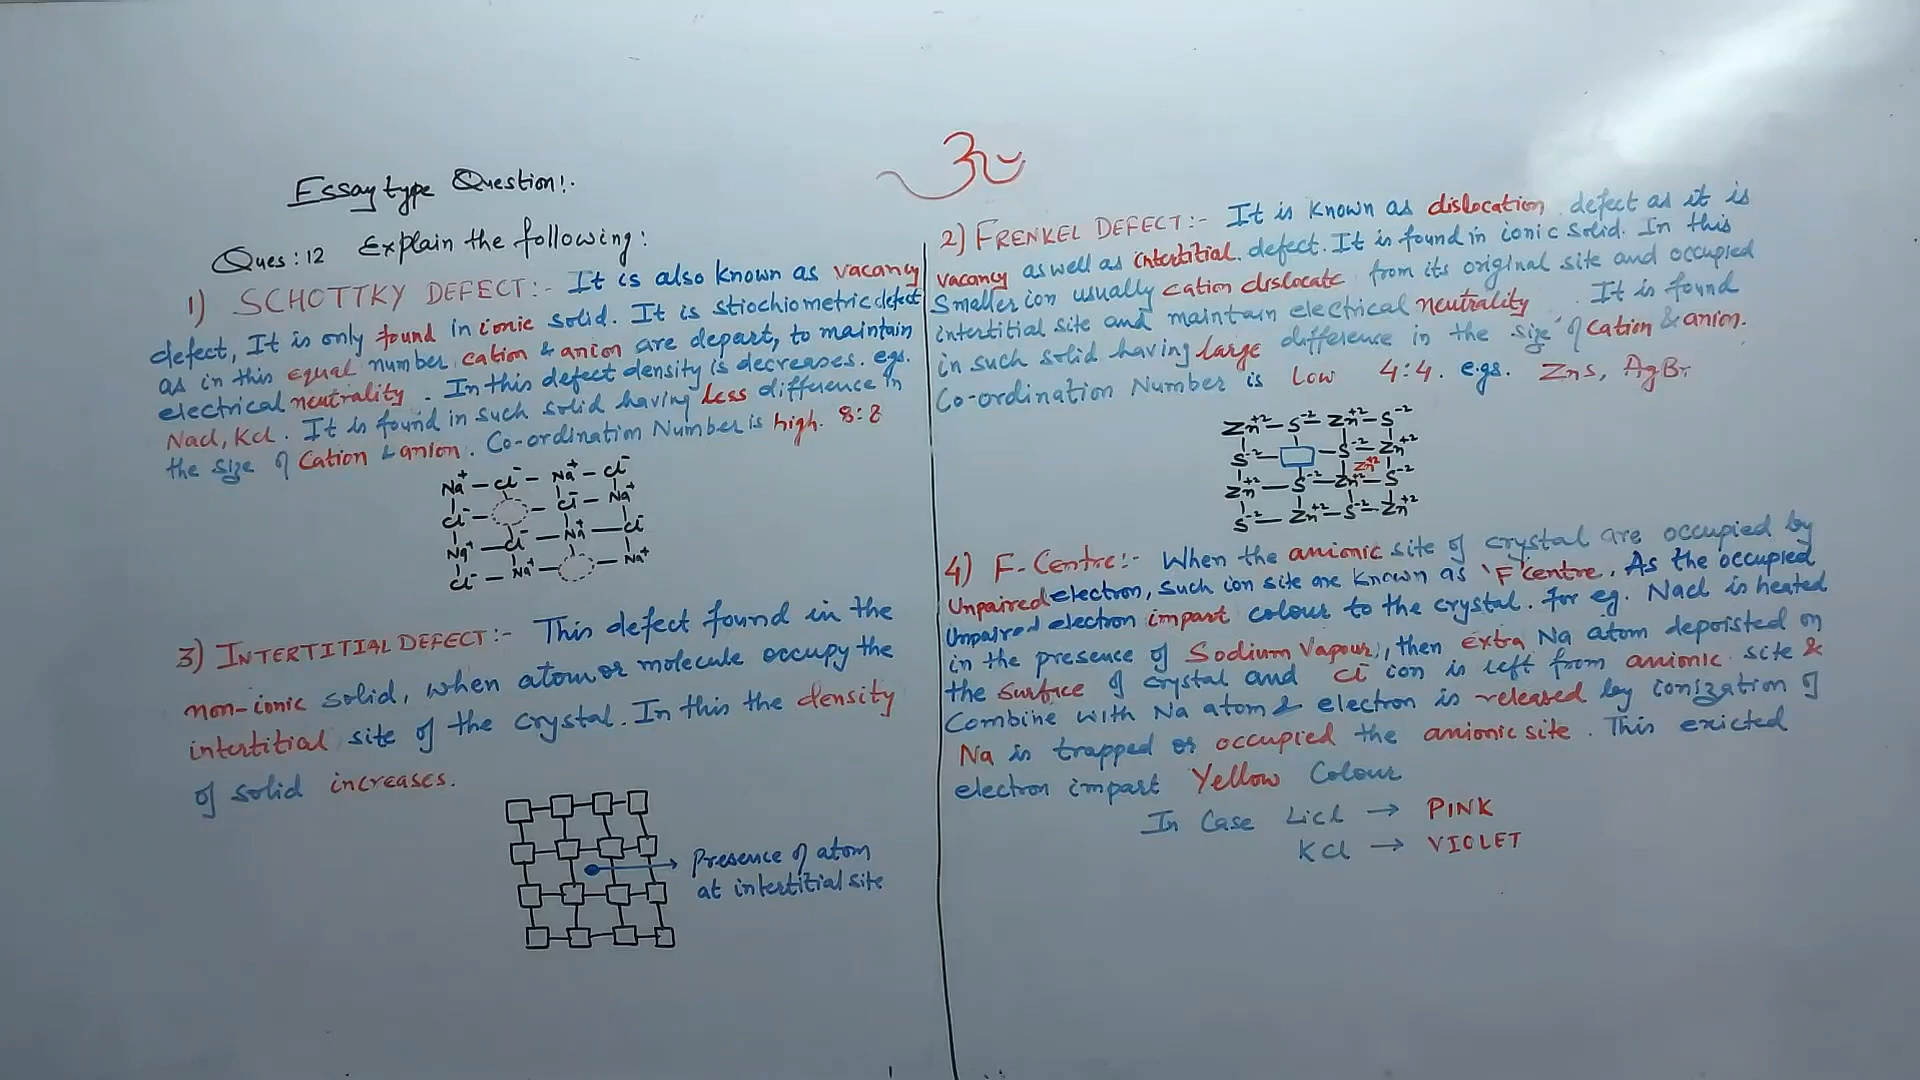 ॐ
Essay type Question:-
Ques: 12 Explain the following:
1) SCHOTTKY DEFECT:- It is also known as vacancy
defect, It is only found in ionic solid. It is stiochiometric defect
as in this equal number cation & anion are depart, to maintain
electrical neutrality. In this defect density is decreases. egs.
Nacl, Kcl. It is found in such solid having less difference in
the size of cation & anion. Co-ordination Number is high. 8:8
Na+ — Cl- — Na+ — Cl-
Cl- — — Cl- — Na+
Na+ — Cl- — Na+ — Cl-
Cl- — Na+ — — Na+
3) INTERTITIAL DEFECT:- This defect found in the
non-ionic solid, when atom or molecule occupy the
intertitial site of the crystal. In this the density
of solid increases.
Presence of atom
at intertitial site
2) FRENKEL DEFECT:- It is known as dislocation defect as it is
vacancy as well as intertitial defect. It is found in ionic solid. In this
Smaller ion usually cation dislocate from its original site and occupied
intertitial site and maintain electrical neutrality. It is found
in such solid having large difference in the size of cation & anion.
Co-ordination Number is Low 4:4. e.gs. ZnS, AgBr
Zn+2 — S-2 — Zn+2 — S-2
S-2 — — S-2 — Zn+2
Zn+2
Zn+2 — S-2 — Zn+2 — S-2
S-2 — Zn+2 — S-2 — Zn+2
4) F-Centre:- When the anionic site of crystal are occupied by
Unpaired electron, such ion site are known as 'F' centre. As the occupied
Unpaired electron impart colour to the crystal. for eg. Nacl is heated
in the presence of Sodium Vapour, then extra Na atom depoisted on
the surface of crystal and Cl- ion is left from anionic site &
Combine with Na atom & electron is released by ionization of
Na is trapped or occupied the anionic site. This exicted
electron impart Yellow Colour
In Case Licl → PINK
KCl → VIOLET